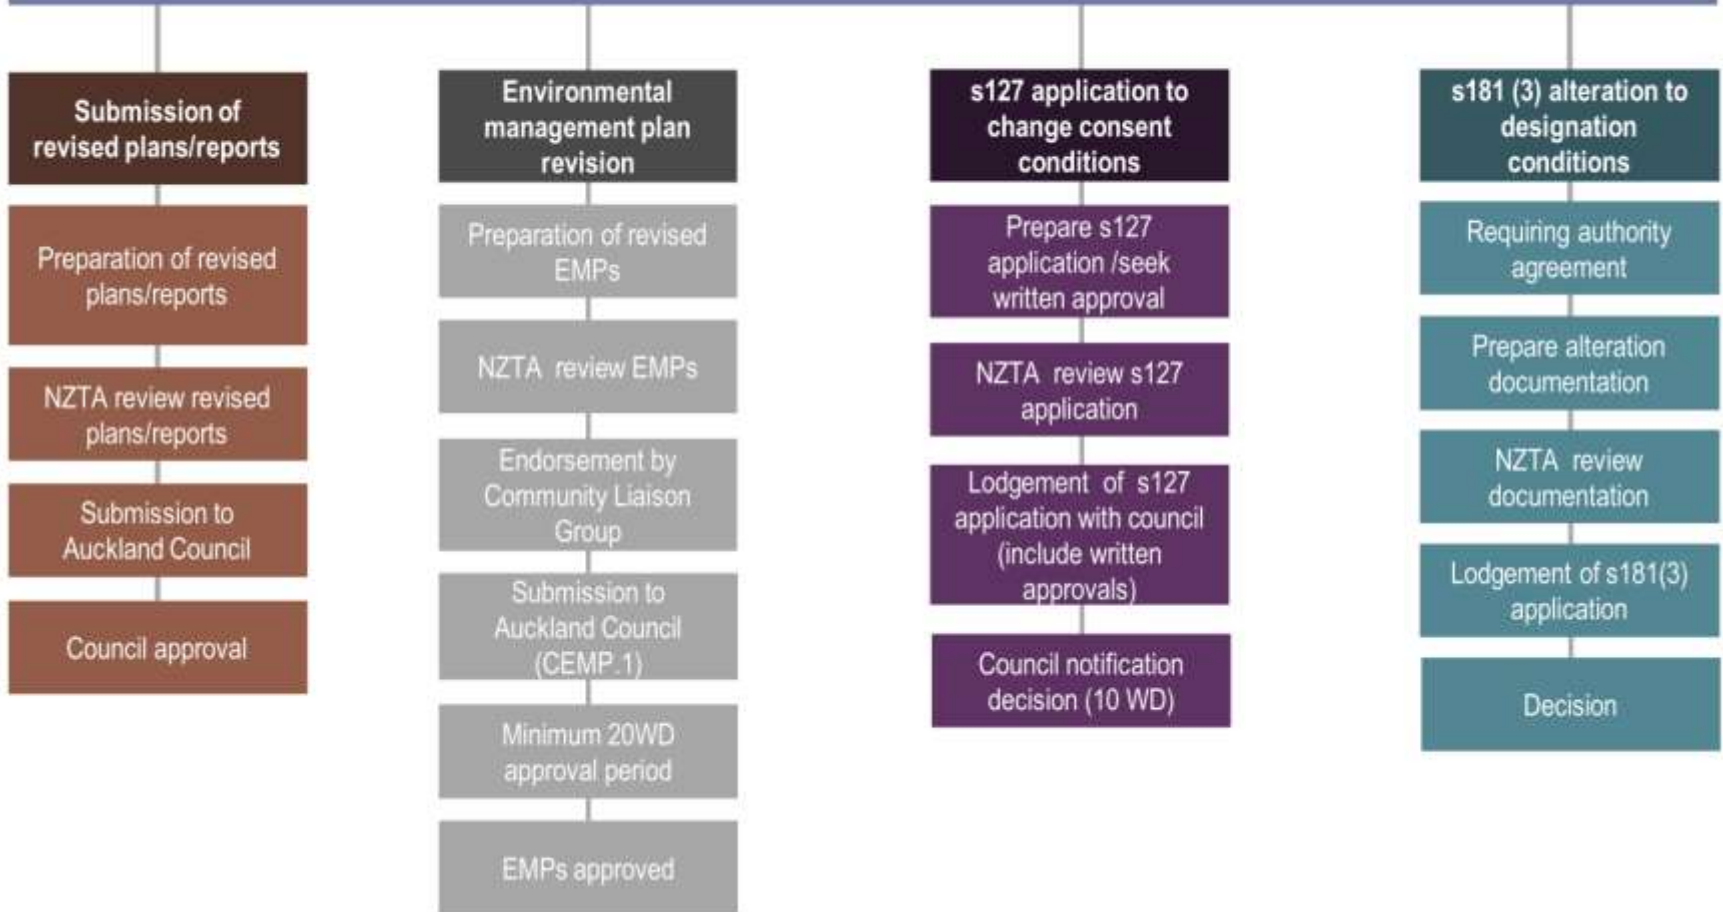 Submission of
revised plans/reports
Preparation of revised
plans/reports
NZTA review revised
plans/reports
Submission to
Auckland Council
Council approval
Environmental
management plan
revision
Preparation of revised
EMPs
NZTA review EMPs
Endorsement by
Community Liaison
Group
Submission to
Auckland Council
(CEMP.1)
Minimum 20WD
approval period
EMPs approved
s127 application to
change consent
conditions
Prepare s127
application /seek
written approval
NZTA review s127
application
Lodgement of s127
application with council
(include written
approvals)
Council notification
decision (10 WD)
s181 (3) alteration to
designation
conditions
Requiring authority
agreement
Prepare alteration
documentation
NZTA review
documentation
Lodgement of s181(3)
application
Decision